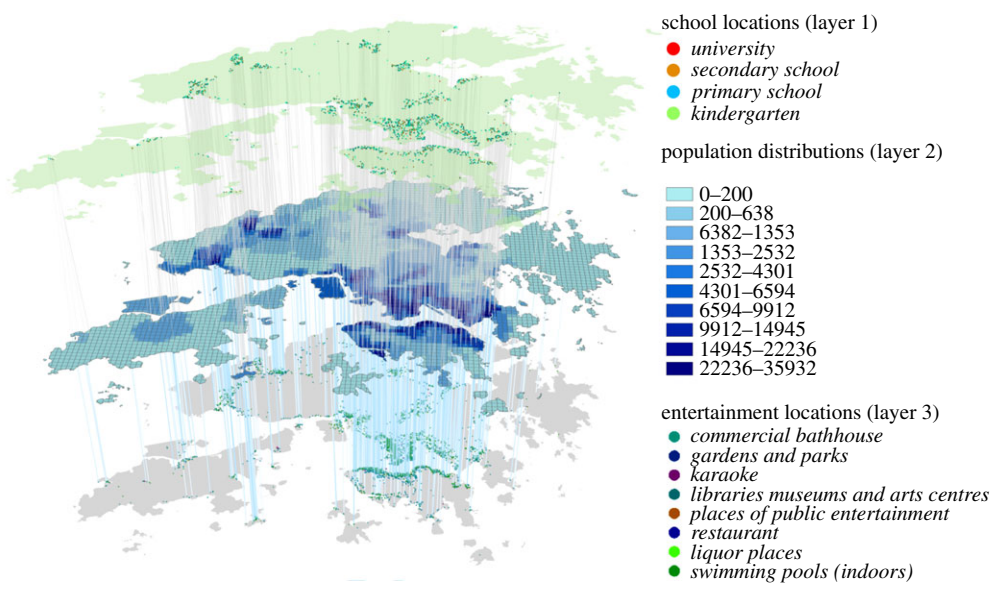 school locations (layer 1)
university
secondary school
primary school
kindergarten
population distributions (layer 2)
0–200
200–638
6382–1353
1353–2532
2532–4301
4301–6594
6594–9912
9912–14945
14945–22236
22236–35932
entertainment locations (layer 3)
commercial bathhouse
gardens and parks
karaoke
libraries museums and arts centres
places of public entertainment
restaurant
liquor places
swimming pools (indoors)